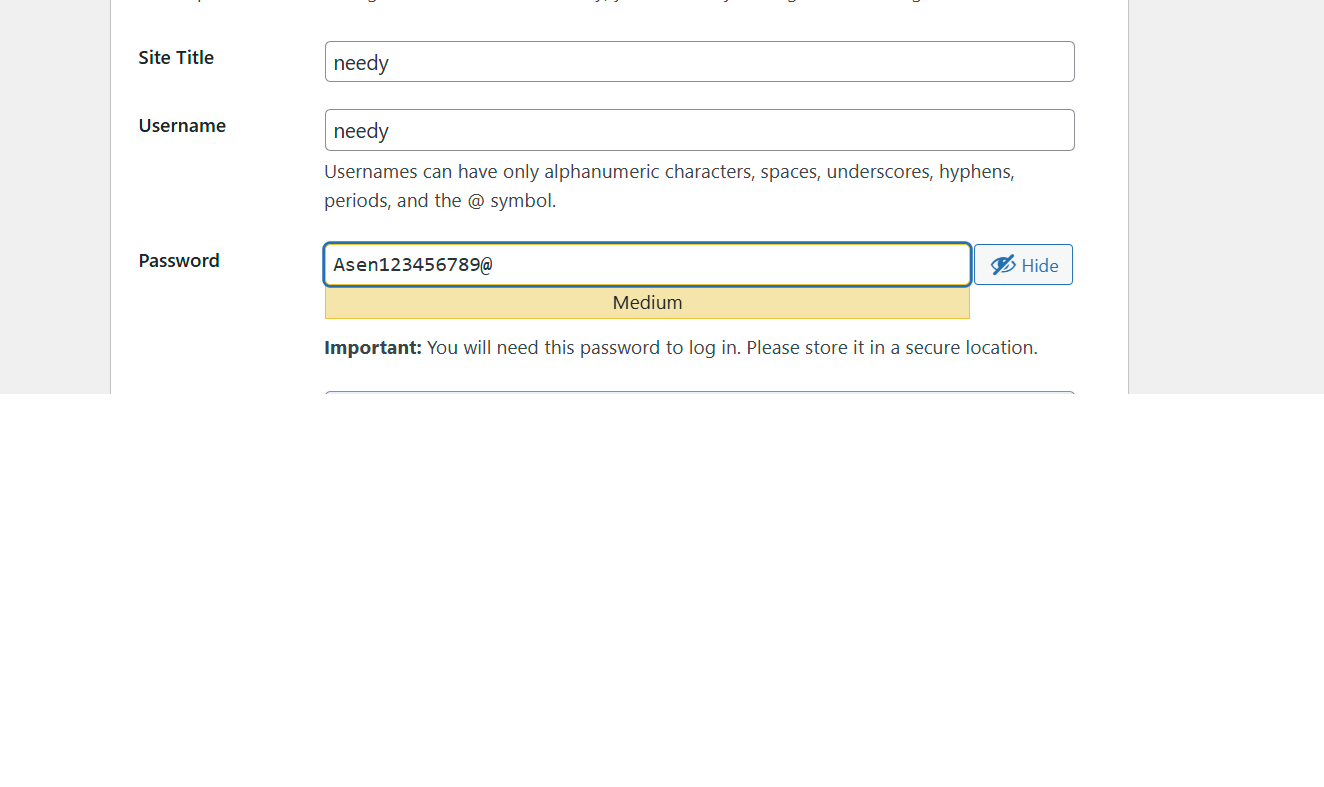 Site Title
needy
Username
needy
Usernames can have only alphanumeric characters, spaces, underscores, hyphens,
periods, and the @ symbol.
Password
Asen123456789@
Hide
Medium
Important: You will need this password to log in. Please store it in a secure location.